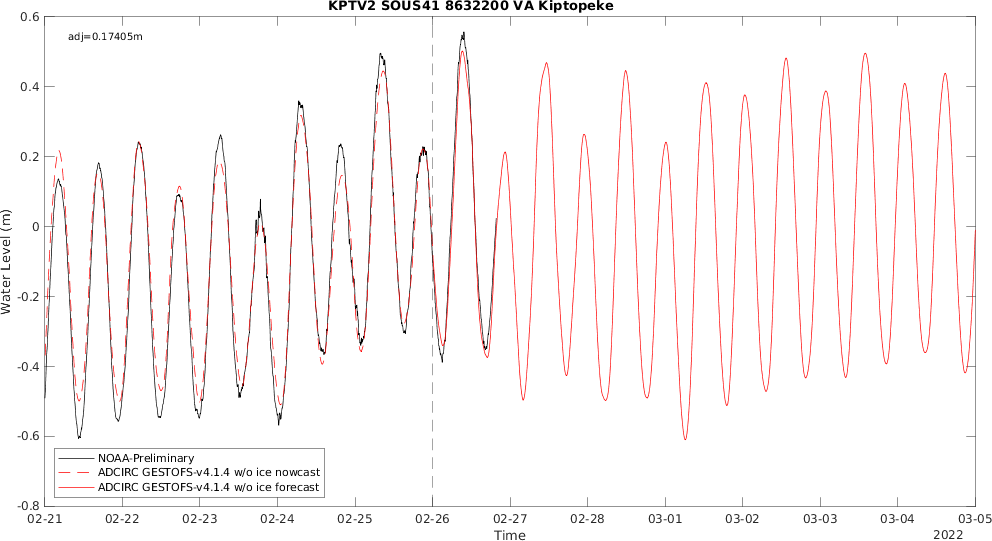 KPTV2 SOUS41 8632200 VA Kiptopeke
adj=0.17405m
0.6
0.4
0.2
0
-0.2
-0.4
-0.6
-0.8
Water Level (m)
NOAA-Preliminary
ADCIRC GESTOFS-v4.1.4 w/o ice nowcast
ADCIRC GESTOFS-v4.1.4 w/o ice forecast
02-21 02-22 02-23 02-24 02-25 02-26 02-27 02-28 03-01 03-02 03-03 03-04 03-05
Time
2022